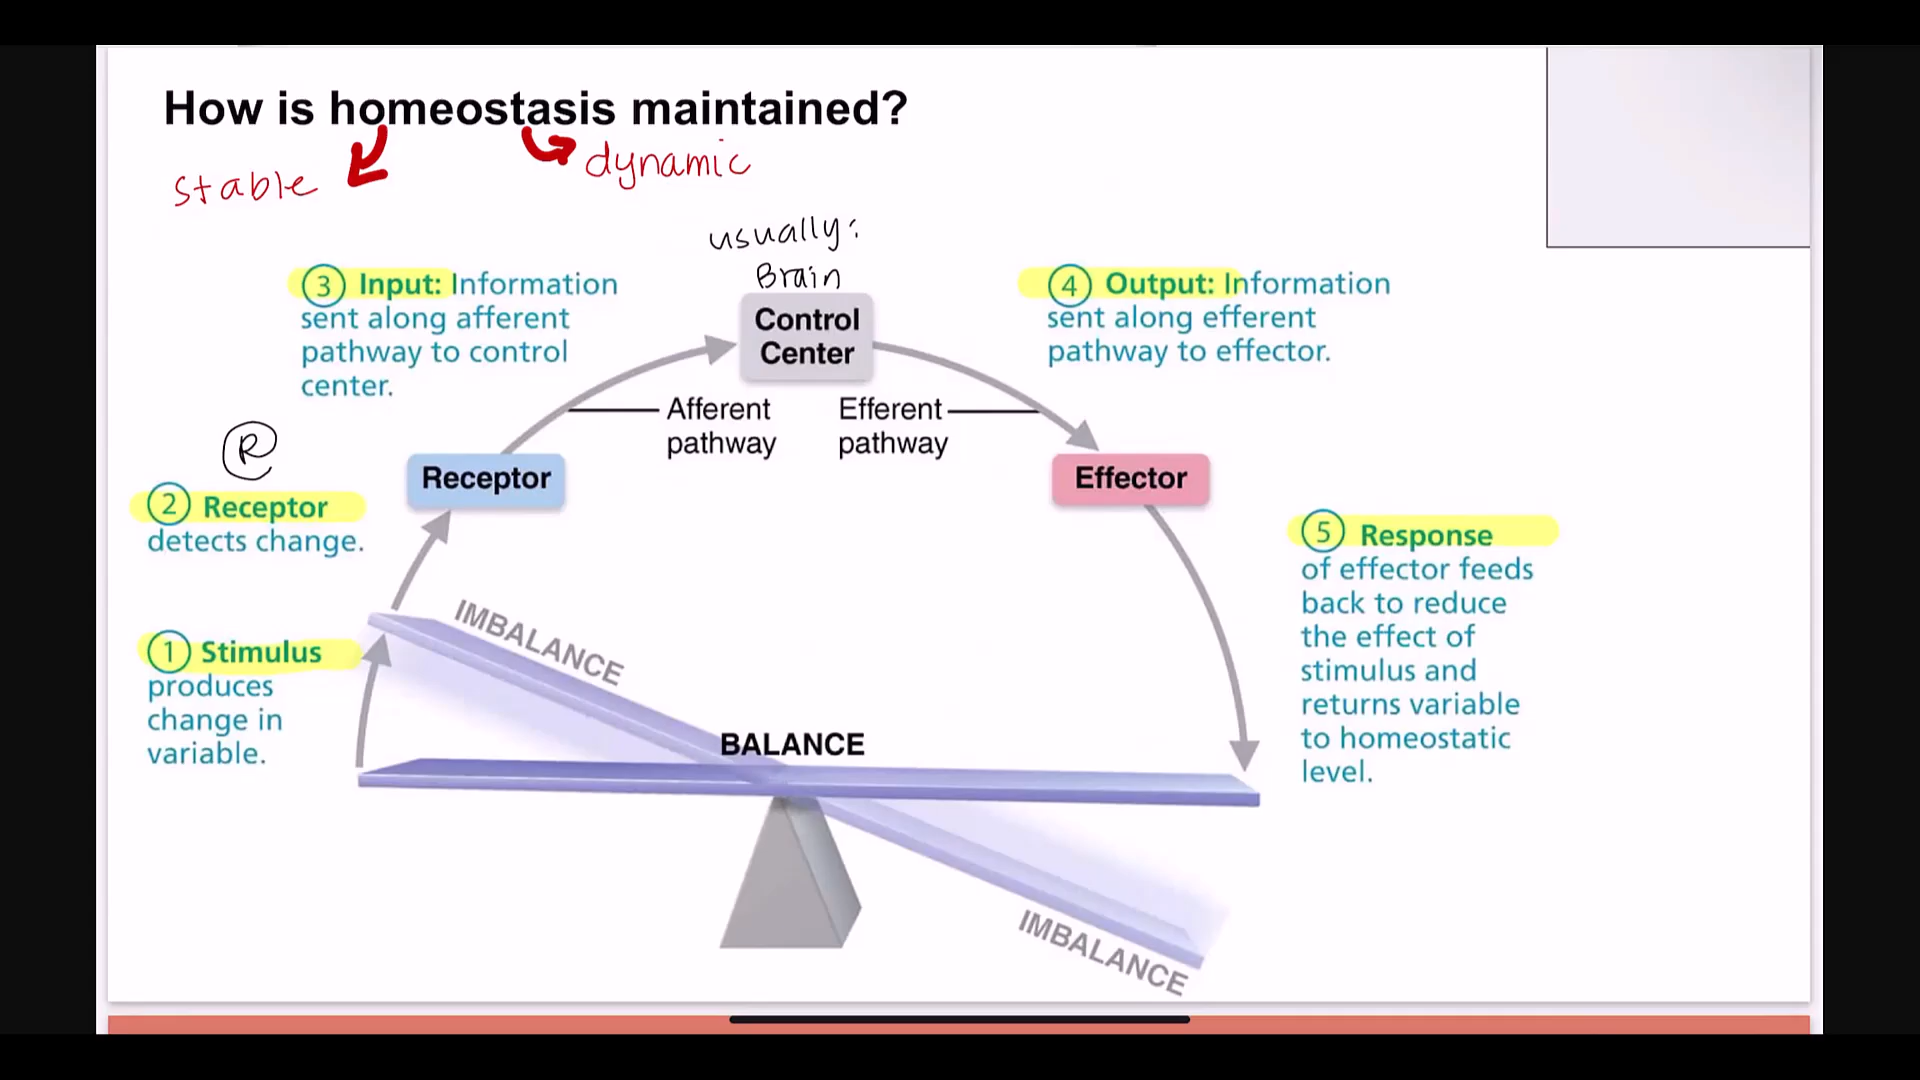 How is homeostasis maintained?
stable
dynamic
usually:
Brain
3 Input: Information
sent along afferent
pathway to control
center.
Control
Center
4 Output: Information
sent along efferent
pathway to effector.
Afferent
pathway
Efferent
pathway
R
2 Receptor
detects change.
Receptor
Effector
1 Stimulus
produces
change in
variable.
IMBALANCE
BALANCE
IMBALANCE
5 Response
of effector feeds
back to reduce
the effect of
stimulus and
returns variable
to homeostatic
level.